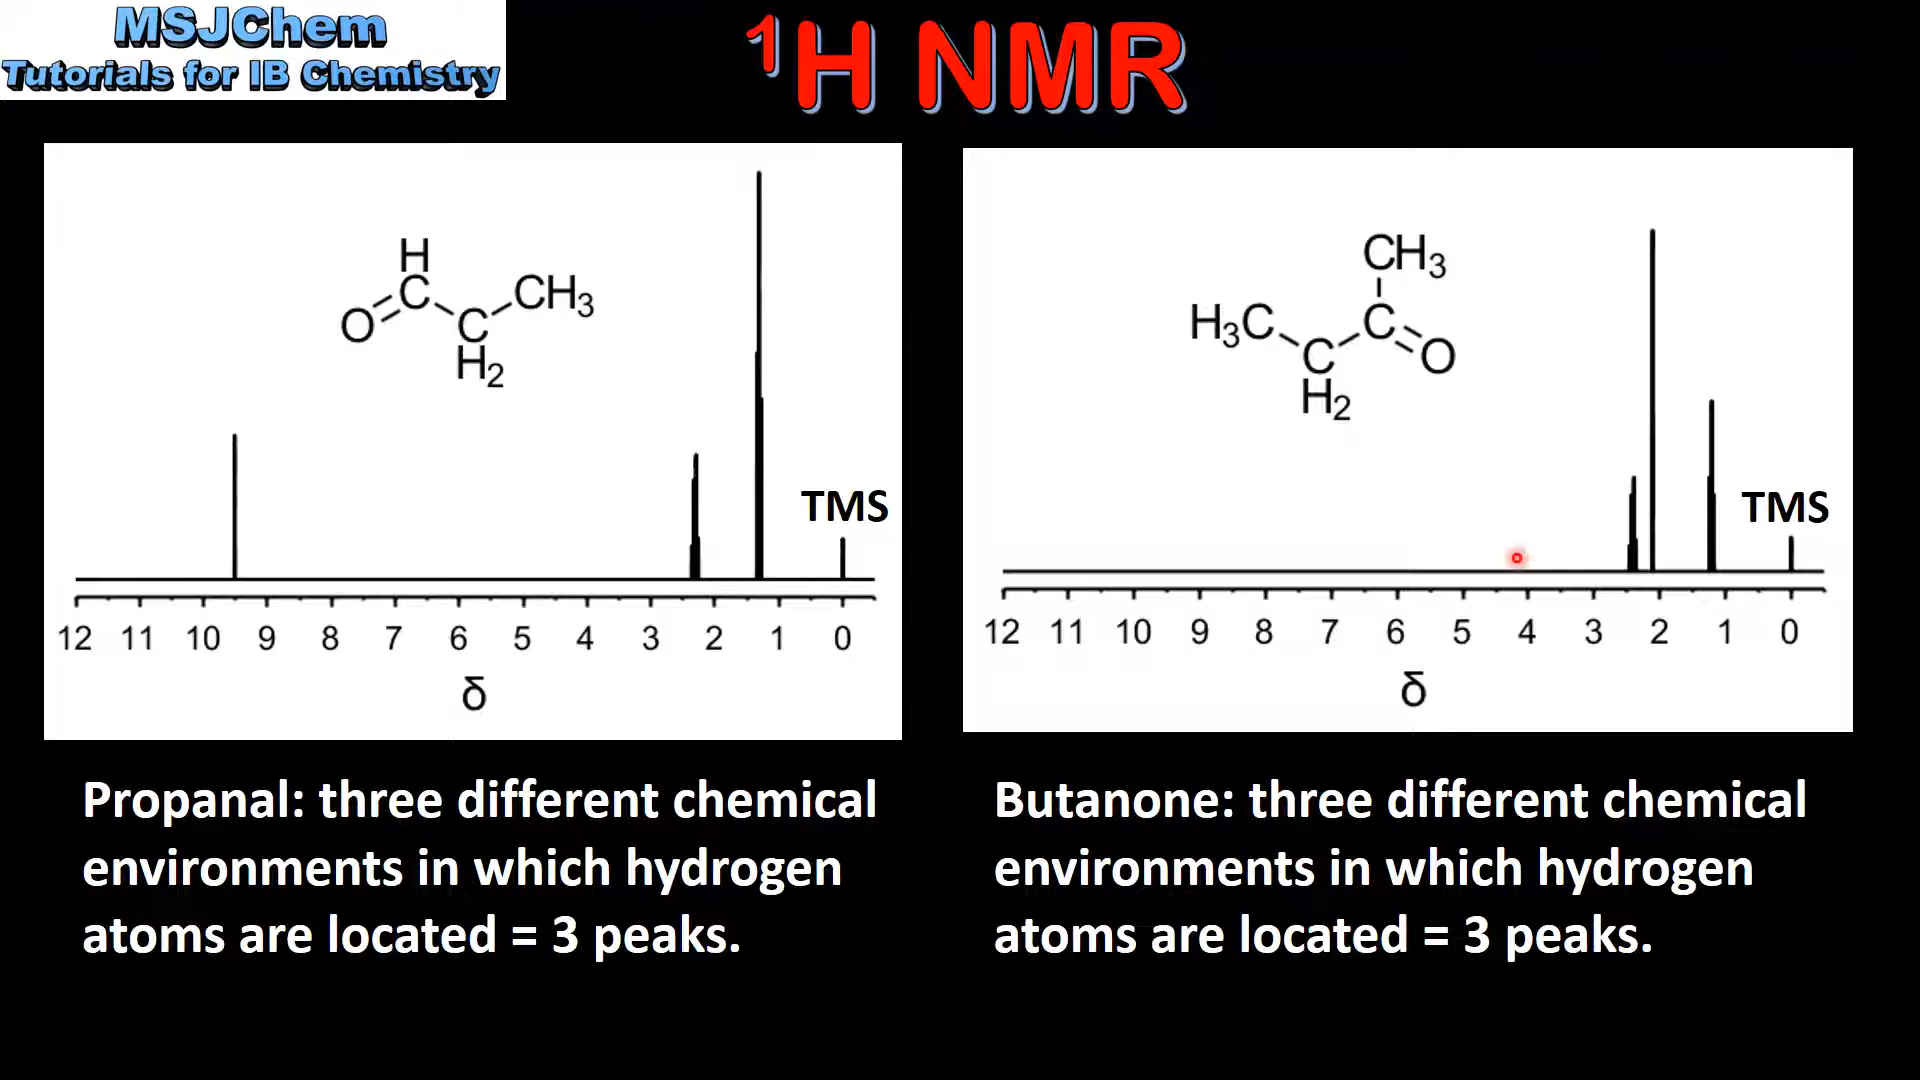 MSJChem
Tutorials for IB Chemistry
¹H NMR
H
C
CH₃
O
C
H₂
TMS
12 11 10 9 8 7 6 5 4 3 2 1 0
δ
CH₃
H₃C
C
C
O
H₂
TMS
12 11 10 9 8 7 6 5 4 3 2 1 0
δ
Propanal: three different chemical
environments in which hydrogen
atoms are located = 3 peaks.
Butanone: three different chemical
environments in which hydrogen
atoms are located = 3 peaks.